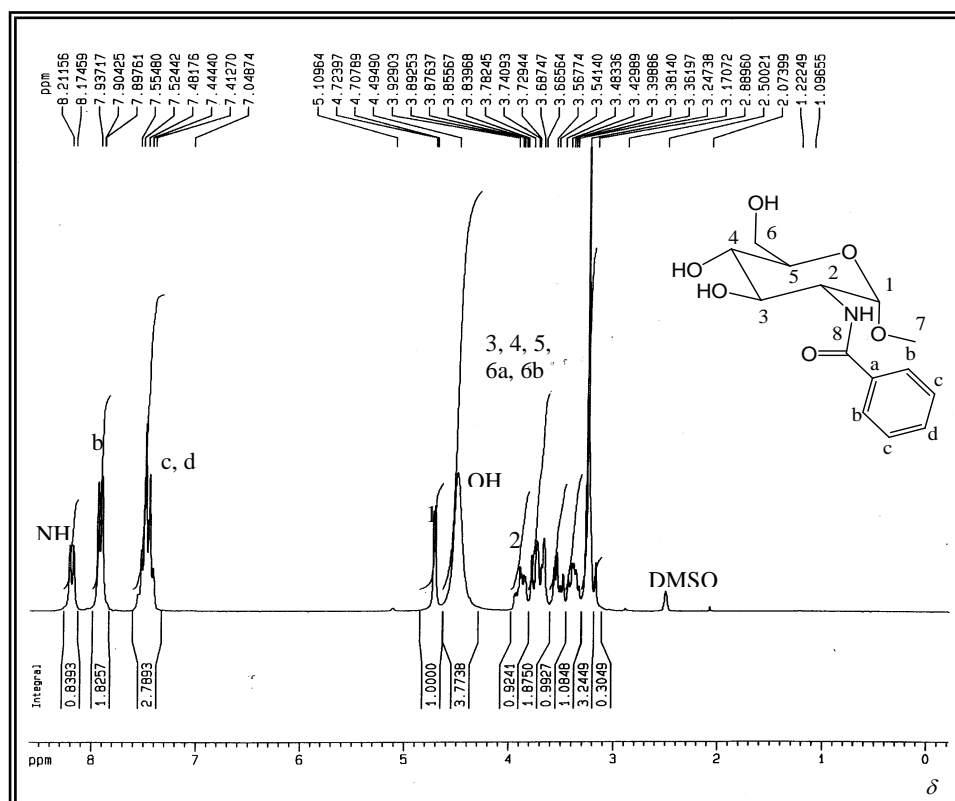 ppm
8.21156
8.17459
7.93717
7.90425
7.89761
7.55480
7.52442
7.48176
7.44440
7.41270
7.04874
5.10964
4.72397
4.70789
4.49490
3.92903
3.89253
3.87637
3.85567
3.83968
3.78245
3.74093
3.72944
3.68747
3.66564
3.56774
3.54140
3.48336
3.42989
3.39886
3.38140
3.36197
3.24738
3.17072
2.88960
2.50021
2.07399
1.22249
1.09655
OH
6
4
O
HO
5
2
1
HO
3
NH
7
8
O
O
a
b
c
b
d
c
3, 4, 5,
6a, 6b
b
c, d
OH
1
NH
2
DMSO
Integral
0.8393
1.8257
2.7893
1.0000
3.7738
0.9241
1.8750
0.9927
1.0848
3.2449
0.3049
ppm
8
6
4
2
0
δ